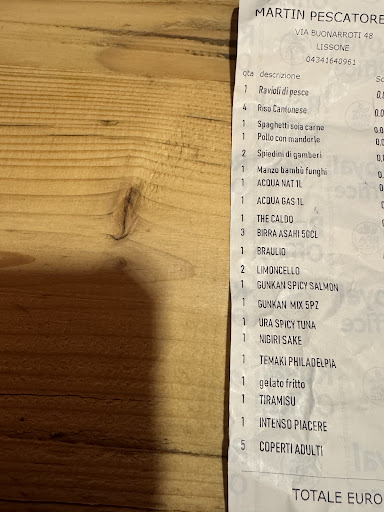 MARTIN PESCATORE
VIA BUONARROTI 48
LISSONE
04341640961
qta descrizione
1 Ravioli di pesce 0,0
4 Riso Cantonese 0,0
1 Spaghetti soia carne
1 Pollo con mandorle
2 Spiedini di gamberi
1 Manzo bambù funghi
1 ACQUA NAT 1L
1 ACQUA GAS 1L
1 THE CALDO
3 BIRRA ASAHI 50CL
1 BRAULIO
2 LIMONCELLO
1 GUNKAN SPICY SALMON
1 GUNKAN MIX 5PZ
1 URA SPICY TUNA
1 NIGIRI SAKE
1 TEMAKI PHILADELPIA
1 gelato fritto
1 TIRAMISU
1 INTENSO PIACERE
5 COPERTI ADULTI
TOTALE EURO